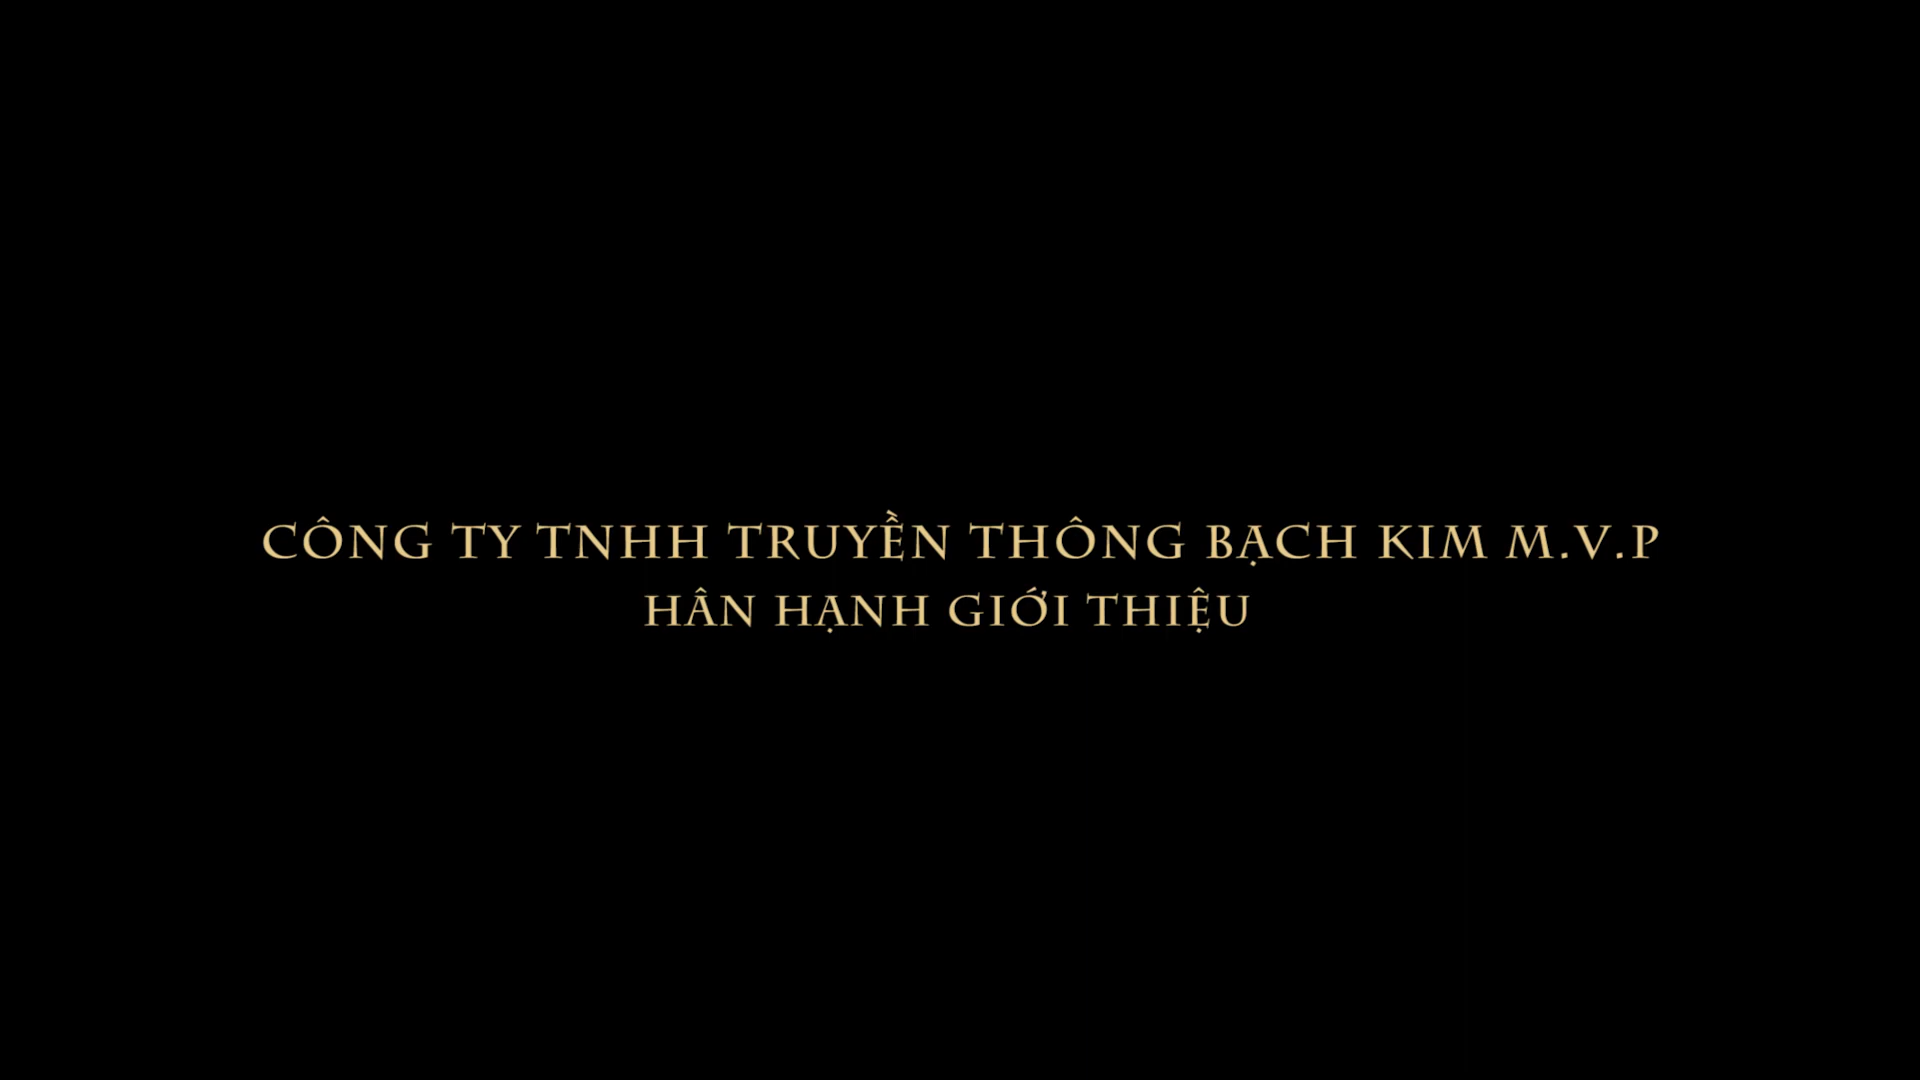 CÔNG TY TNHH TRUYỀN THÔNG BẠCH KIM M.V.P
HÂN HẠNH GIỚI THIỆU